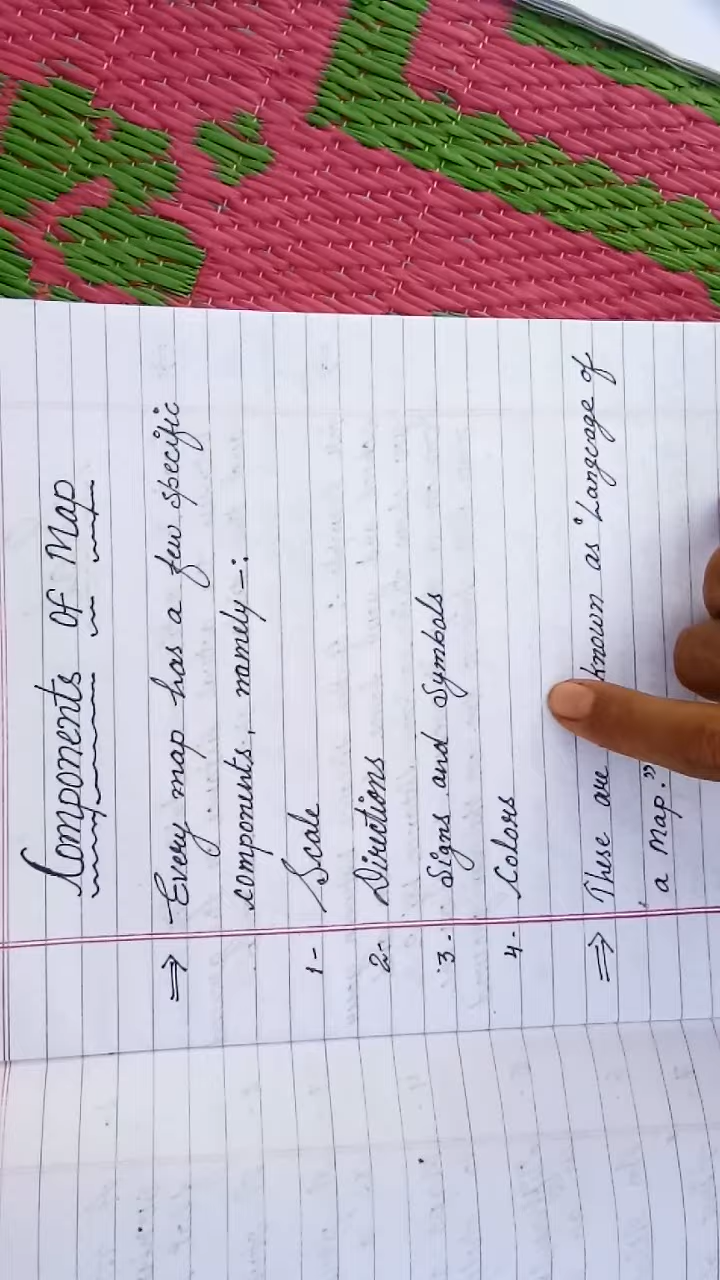 Components of Map
⇒ Every map has a few specific
components, namely -:
1- Scale
2- Directions
3- Signs and Symbols
4- Colors
⇒ These are known as "Language of
a Map."